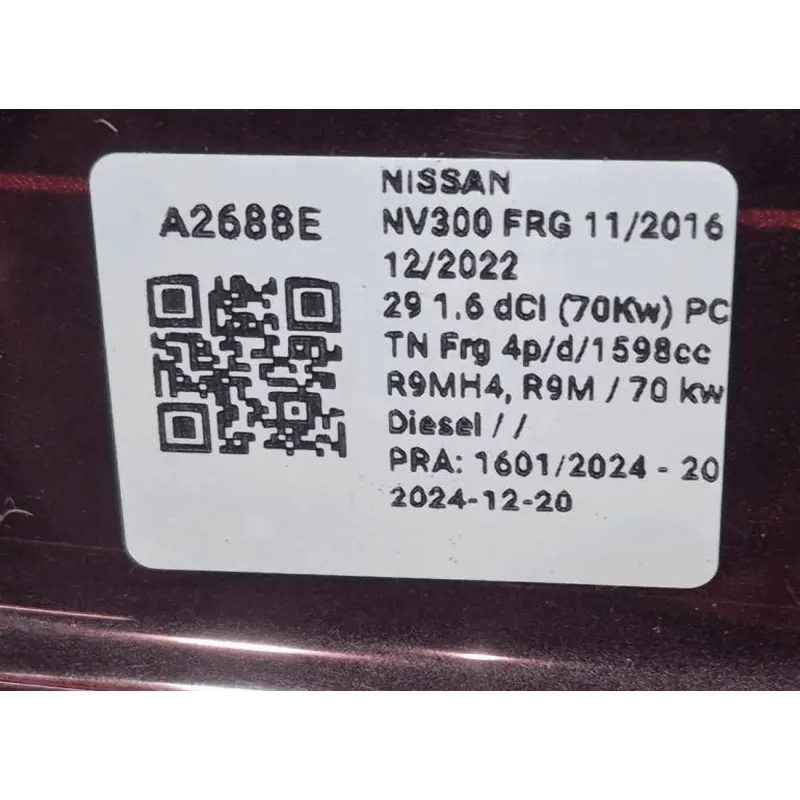 A2688E
NISSAN
NV300 FRG 11/2016
12/2022
29 1.6 dCI (70Kw) PC
TN Frg 4p/d/1598cc
R9MH4, R9M / 70 kw
Diesel / /
PRA: 1601/2024 - 20
2024-12-20